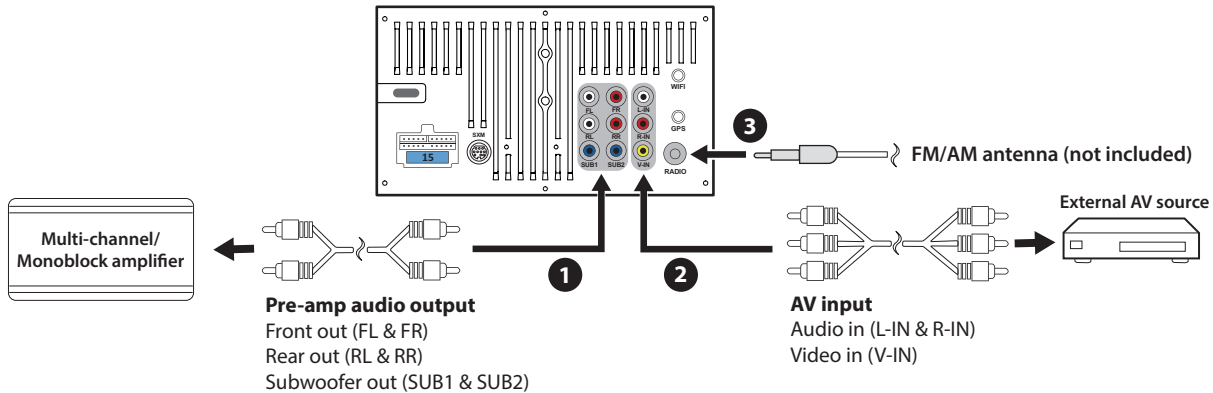 WIFI
FL FR L-IN
GPS
RL RR R-IN
SXM
15
SUB1 SUB2 V-IN
RADIO
3
FM/AM antenna (not included)
External AV source
Multi-channel/
Monoblock amplifier
1
2
Pre-amp audio output
Front out (FL & FR)
Rear out (RL & RR)
Subwoofer out (SUB1 & SUB2)
AV input
Audio in (L-IN & R-IN)
Video in (V-IN)